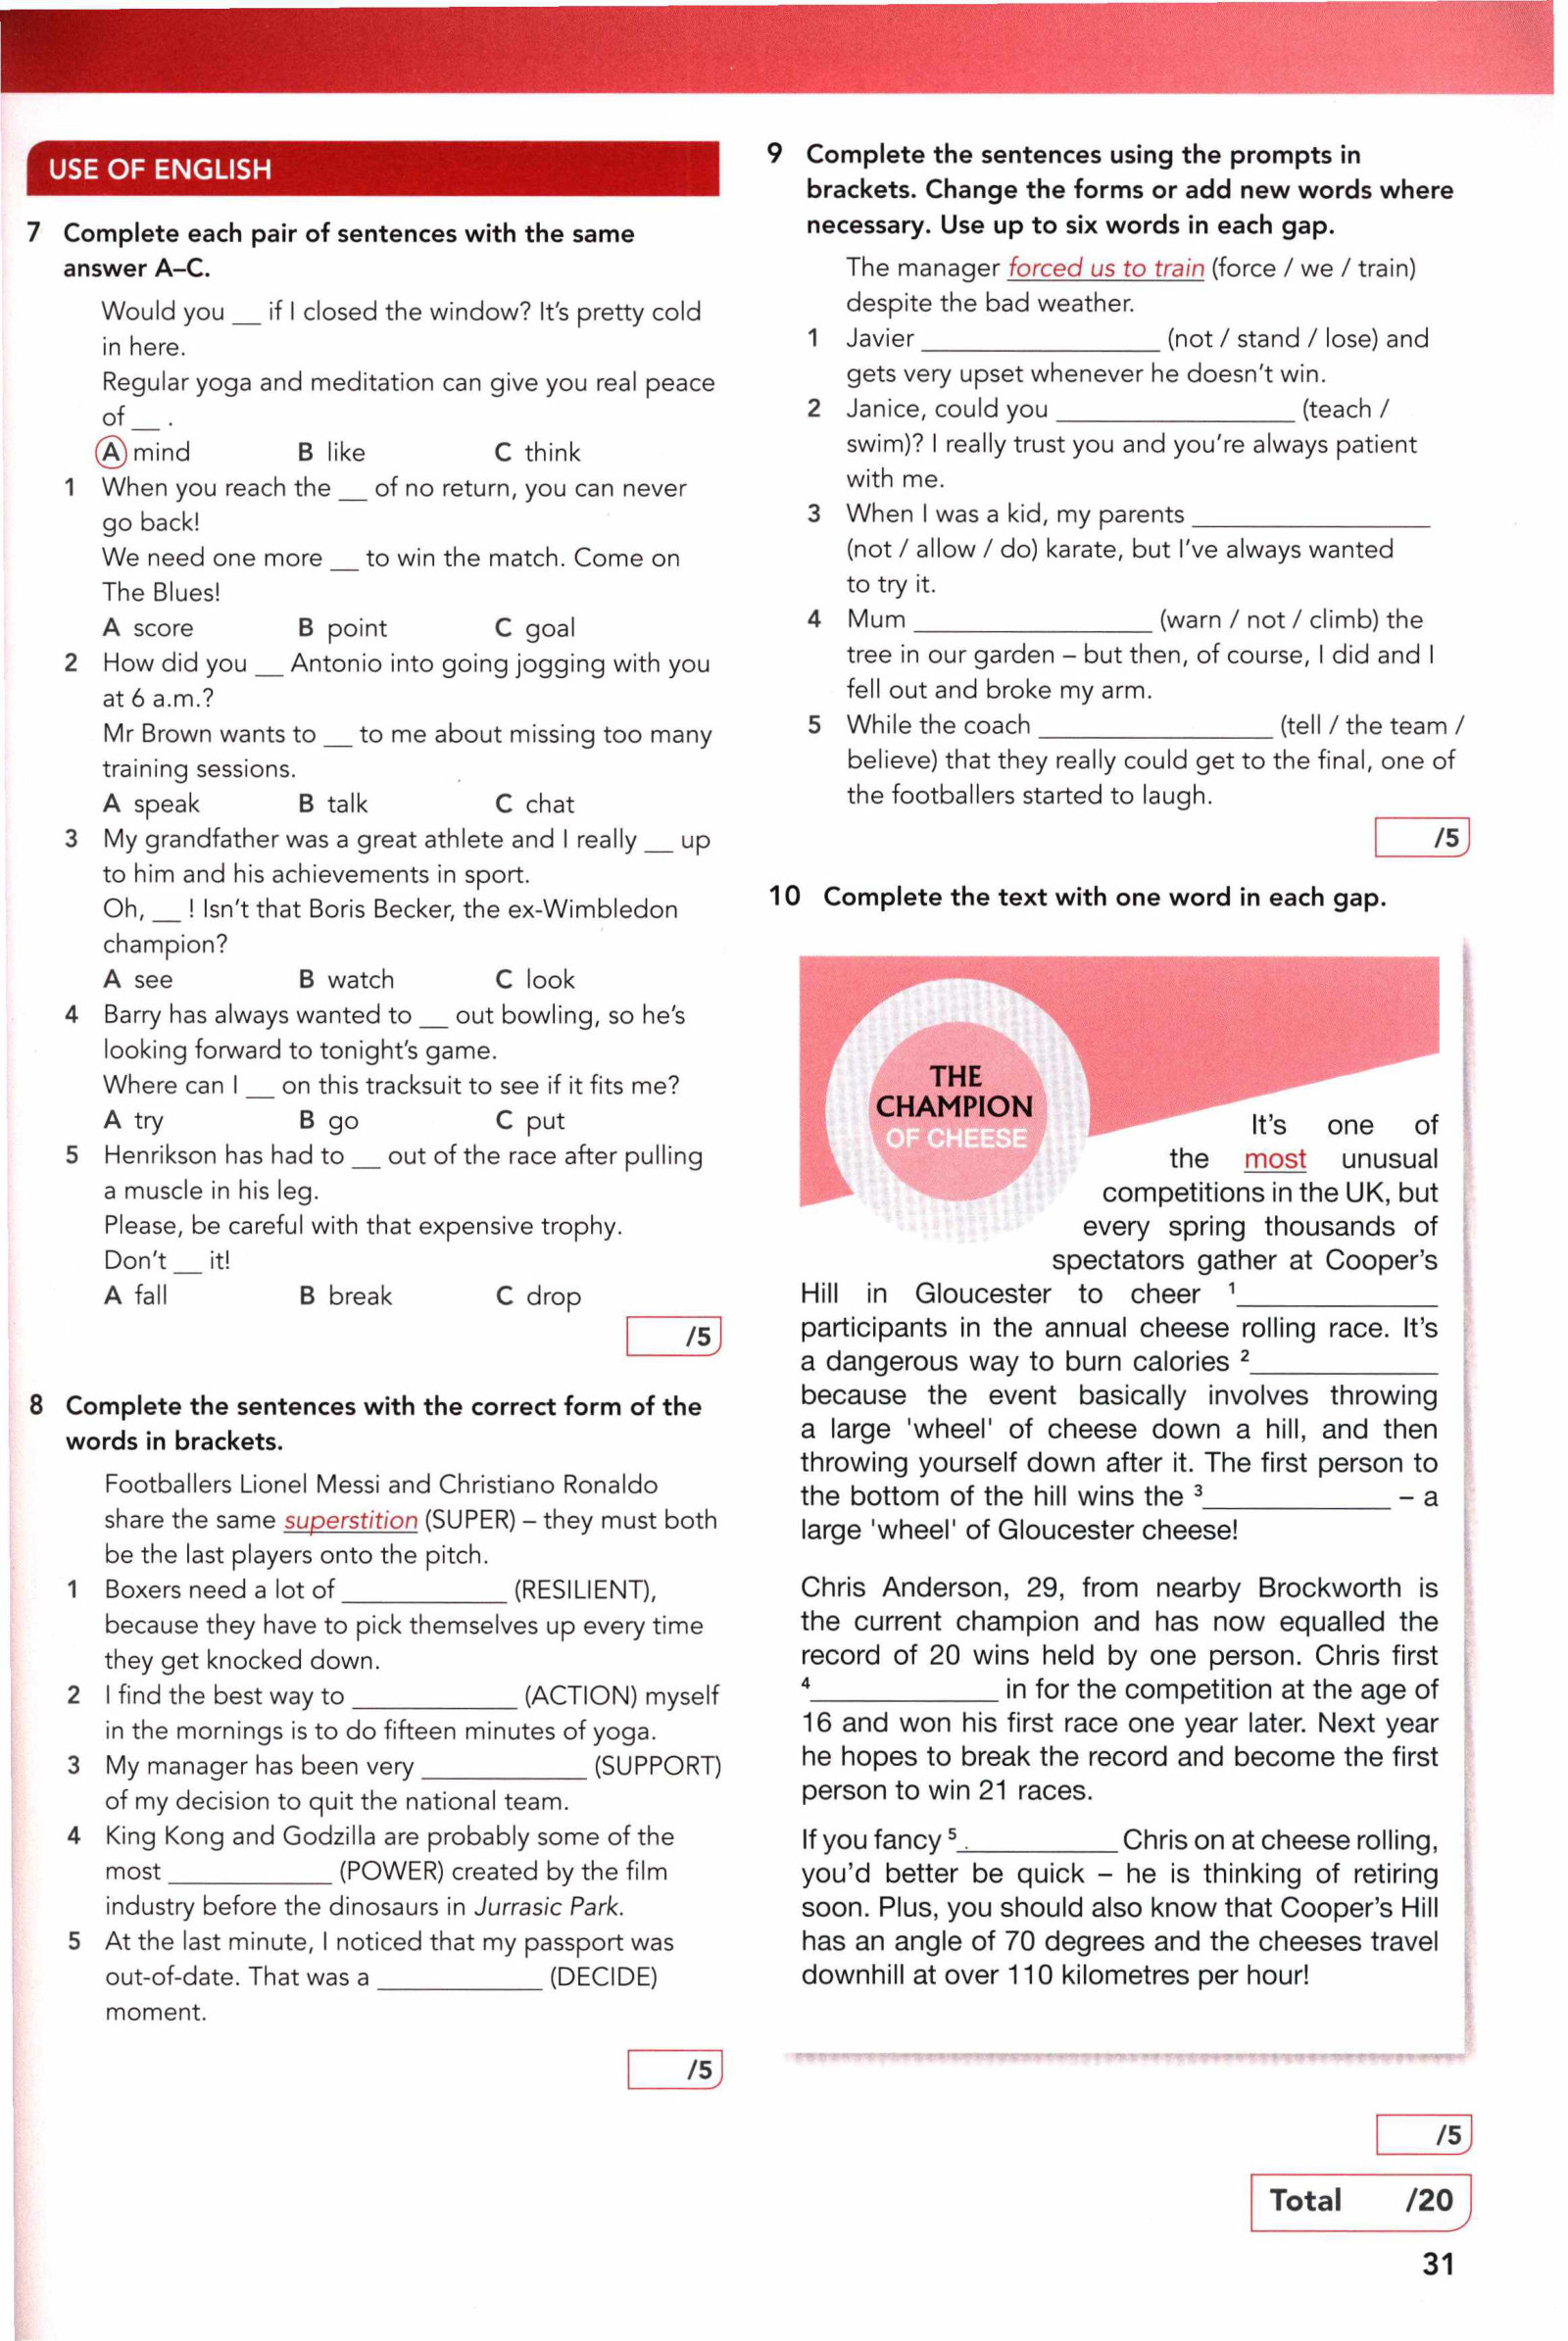 USE OF ENGLISH
7 Complete each pair of sentences with the same
answer A–C.
Would you __ if I closed the window? It's pretty cold
in here.
Regular yoga and meditation can give you real peace
of __ .
A mind B like C think
1 When you reach the __ of no return, you can never
go back!
We need one more __ to win the match. Come on
The Blues!
A score B point C goal
2 How did you __ Antonio into going jogging with you
at 6 a.m.?
Mr Brown wants to __ to me about missing too many
training sessions.
A speak B talk C chat
3 My grandfather was a great athlete and I really __ up
to him and his achievements in sport.
Oh, __ ! Isn't that Boris Becker, the ex-Wimbledon
champion?
A see B watch C look
4 Barry has always wanted to __ out bowling, so he's
looking forward to tonight's game.
Where can I __ on this tracksuit to see if it fits me?
A try B go C put
5 Henrikson has had to __ out of the race after pulling
a muscle in his leg.
Please, be careful with that expensive trophy.
Don't __ it!
A fall B break C drop
/5
8 Complete the sentences with the correct form of the
words in brackets.
Footballers Lionel Messi and Christiano Ronaldo
share the same superstition (SUPER) – they must both
be the last players onto the pitch.
1 Boxers need a lot of ____________ (RESILIENT),
because they have to pick themselves up every time
they get knocked down.
2 I find the best way to ____________ (ACTION) myself
in the mornings is to do fifteen minutes of yoga.
3 My manager has been very ____________ (SUPPORT)
of my decision to quit the national team.
4 King Kong and Godzilla are probably some of the
most ____________ (POWER) created by the film
industry before the dinosaurs in Jurrasic Park.
5 At the last minute, I noticed that my passport was
out-of-date. That was a ____________ (DECIDE)
moment.
/5
9 Complete the sentences using the prompts in
brackets. Change the forms or add new words where
necessary. Use up to six words in each gap.
The manager forced us to train (force / we / train)
despite the bad weather.
1 Javier _________________ (not / stand / lose) and
gets very upset whenever he doesn't win.
2 Janice, could you _________________ (teach /
swim)? I really trust you and you're always patient
with me.
3 When I was a kid, my parents _________________
(not / allow / do) karate, but I've always wanted
to try it.
4 Mum _________________ (warn / not / climb) the
tree in our garden – but then, of course, I did and I
fell out and broke my arm.
5 While the coach _________________ (tell / the team /
believe) that they really could get to the final, one of
the footballers started to laugh.
/5
10 Complete the text with one word in each gap.
THE
CHAMPION
OF CHEESE
It's one of
the most unusual
competitions in the UK, but
every spring thousands of
spectators gather at Cooper's
Hill in Gloucester to cheer 1____________
participants in the annual cheese rolling race. It's
a dangerous way to burn calories 2____________
because the event basically involves throwing
a large 'wheel' of cheese down a hill, and then
throwing yourself down after it. The first person to
the bottom of the hill wins the 3____________ – a
large 'wheel' of Gloucester cheese!
Chris Anderson, 29, from nearby Brockworth is
the current champion and has now equalled the
record of 20 wins held by one person. Chris first
4____________ in for the competition at the age of
16 and won his first race one year later. Next year
he hopes to break the record and become the first
person to win 21 races.
If you fancy 5____________ Chris on at cheese rolling,
you'd better be quick – he is thinking of retiring
soon. Plus, you should also know that Cooper's Hill
has an angle of 70 degrees and the cheeses travel
downhill at over 110 kilometres per hour!
/5
Total /20
31